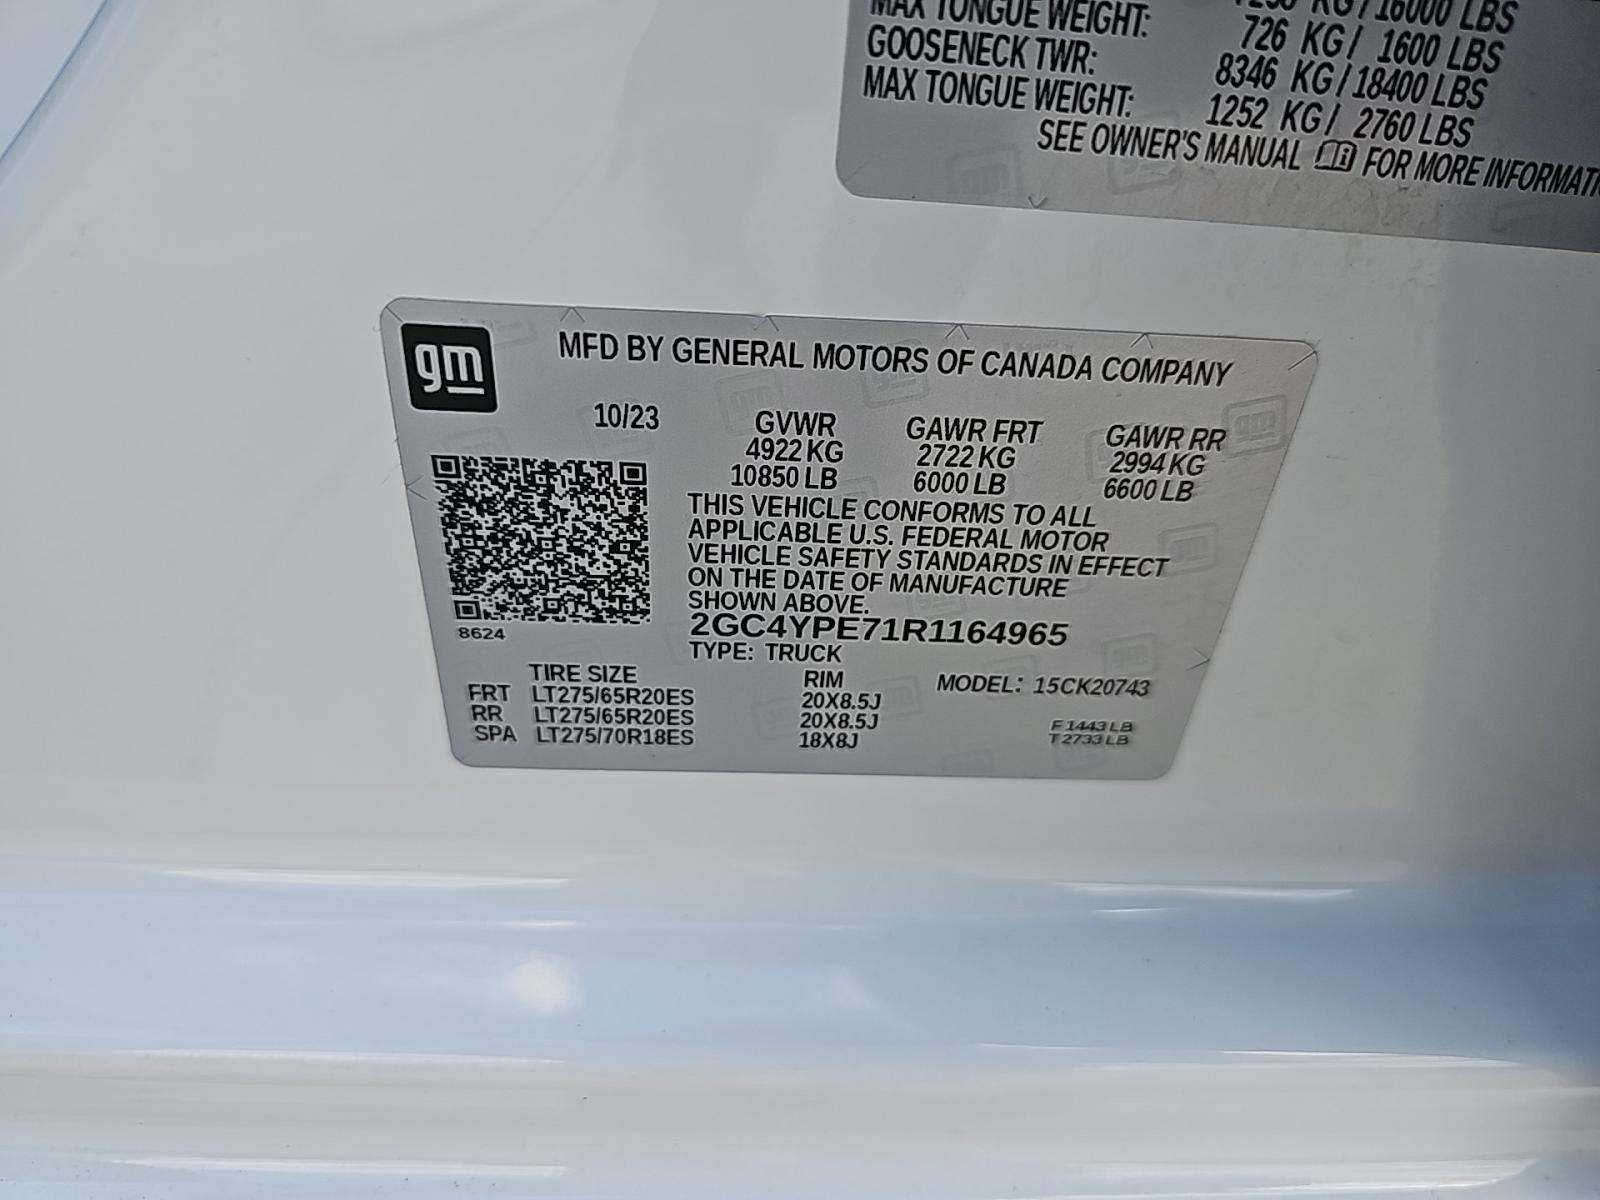 KG / 16000 LBS
MAX TONGUE WEIGHT: 726 KG / 1600 LBS
GOOSENECK TWR: 8346 KG / 18400 LBS
MAX TONGUE WEIGHT: 1252 KG / 2760 LBS
SEE OWNER'S MANUAL FOR MORE INFORMATI
gm
MFD BY GENERAL MOTORS OF CANADA COMPANY
10/23 GVWR GAWR FRT GAWR RR
4922 KG 2722 KG 2994 KG
10850 LB 6000 LB 6600 LB
THIS VEHICLE CONFORMS TO ALL
APPLICABLE U.S. FEDERAL MOTOR
VEHICLE SAFETY STANDARDS IN EFFECT
ON THE DATE OF MANUFACTURE
SHOWN ABOVE.
2GC4YPE71R1164965
8624
TYPE: TRUCK
TIRE SIZE RIM MODEL: 15CK20743
FRT LT275/65R20ES 20X8.5J
RR LT275/65R20ES 20X8.5J F 1443 LB
SPA LT275/70R18ES 18X8J T 2733 LB